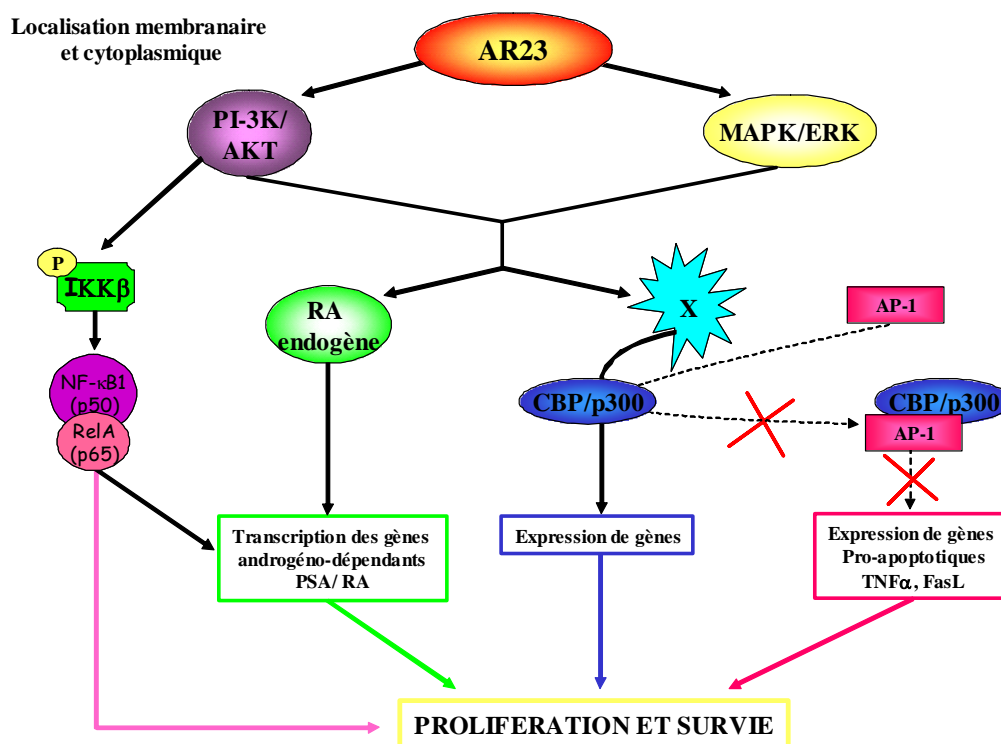 Localisation membranaire
et cytoplasmique
AR23
PI-3K/
AKT
MAPK/ERK
P
IKKβ
RA
endogène
X
AP-1
NF-κB1
(p50)
RelA
(p65)
CBP/p300
CBP/p300
AP-1
Transcription des gènes
androgéno-dépendants
PSA/ RA
Expression de gènes
Expression de gènes
Pro-apoptotiques
TNFα, FasL
PROLIFERATION ET SURVIE